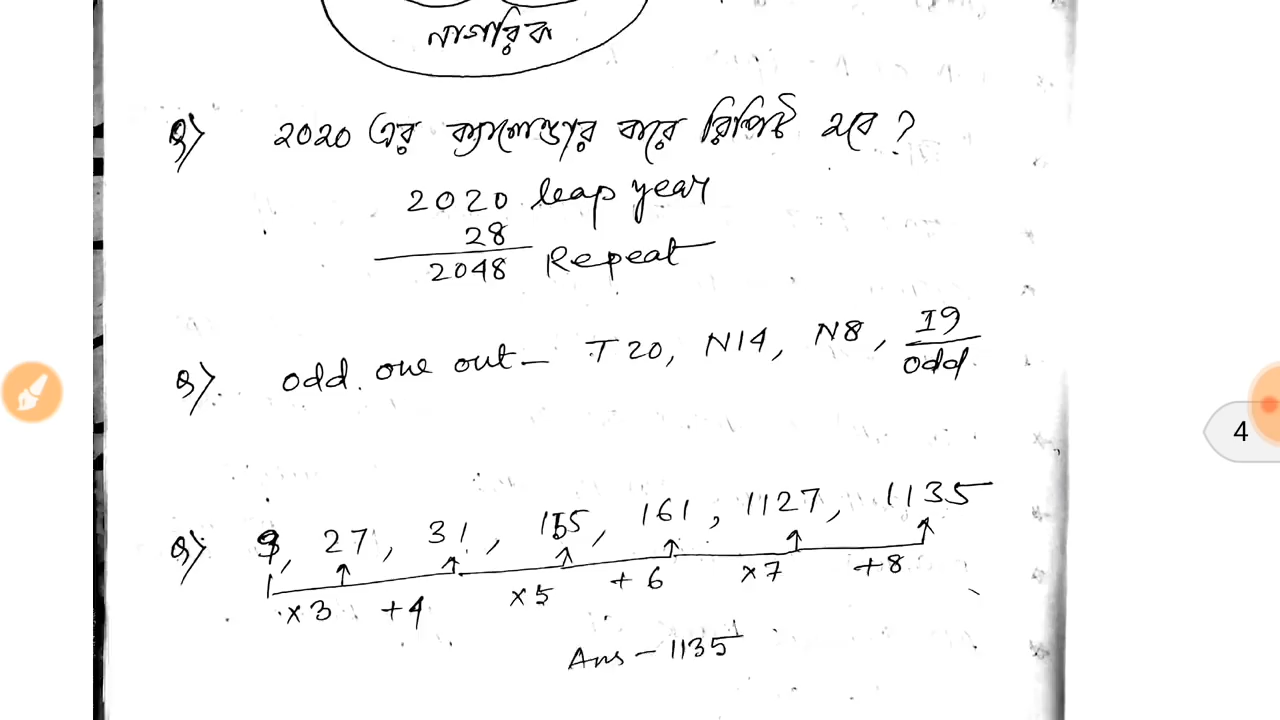 নাগরিক
Q) 2020 এর ক্যালেন্ডার কবে রিপিট হবে ?
2020 leap year
28
2048 Repeat
Q) odd one out - T20, N14, N8, I9
odd
Q) 9, 27, 31, 155, 161, 1127, 1135
×3 +4 ×5 +6 ×7 +8
Ans - 1135
4